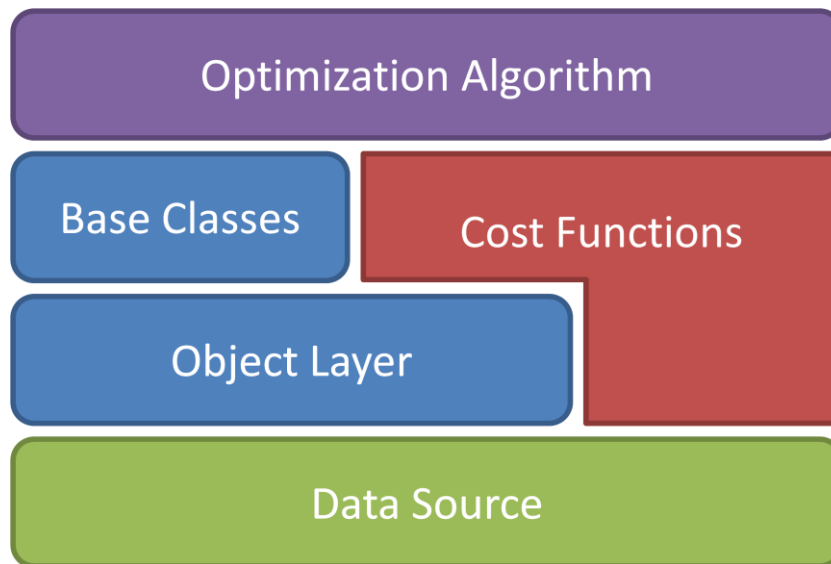 Optimization Algorithm
Base Classes
Cost Functions
Object Layer
Data Source